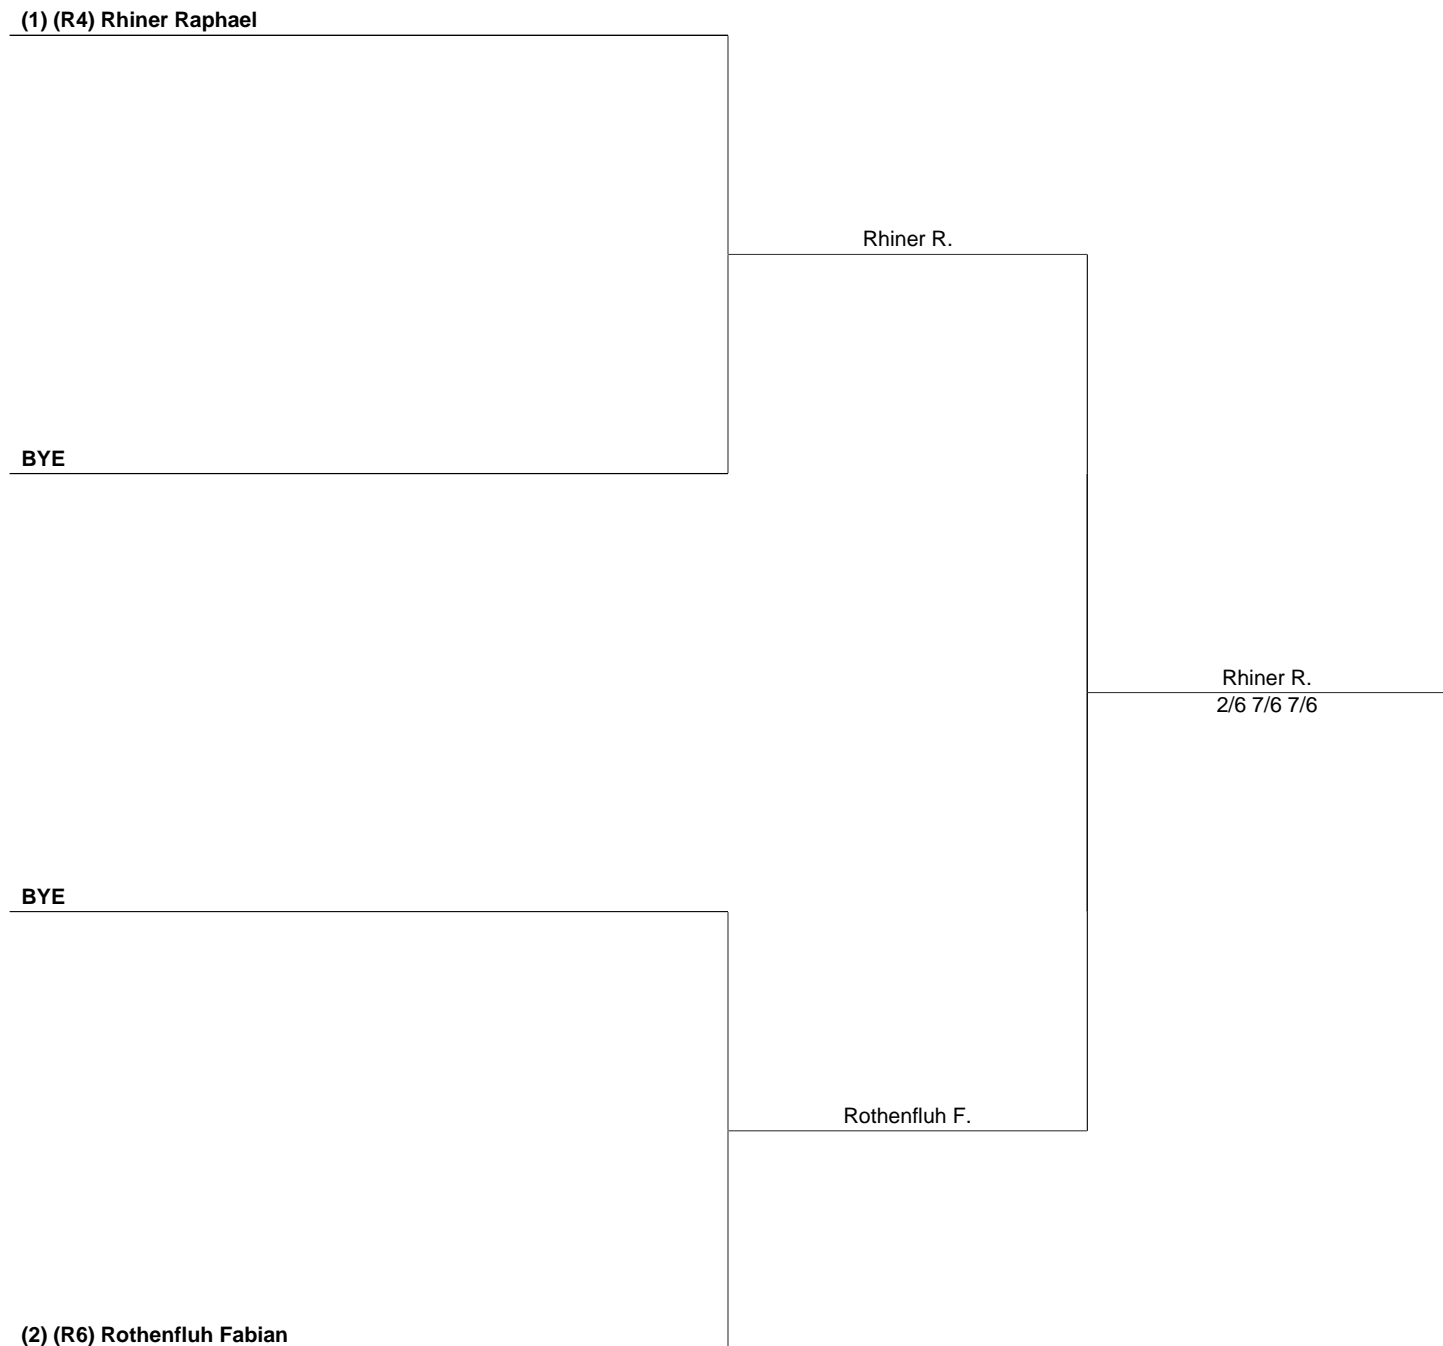 (1) (R4) Rhiner Raphael
Rhiner R.
BYE
Rhiner R.
2/6 7/6 7/6
BYE
Rothenfluh F.
(2) (R6) Rothenfluh Fabian